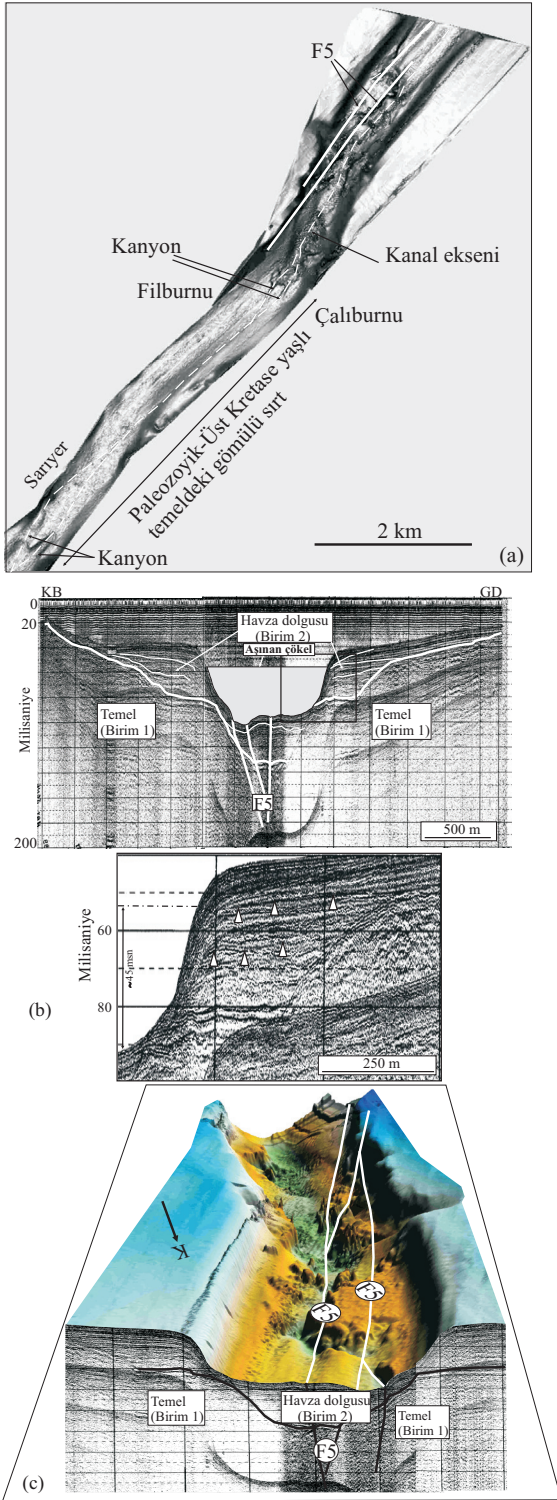 F5
Kanyon
Filburnu
Kanal ekseni
Çalıburnu
Paleozoyik-Üst Kretase yaşlı
temeldeki gömülü sırt
Sarıyer
Kanyon
2 km
(a)
KB
GD
0
20
Havza dolgusu
(Birim 2)
Aşınan çökel
Milisaniye
Temel
(Birim 1)
Temel
(Birim 1)
F5
200
500 m
Milisaniye
60
80
~45 msn
250 m
(b)
K
F5
F5
Temel
(Birim 1)
Havza dolgusu
(Birim 2)
Temel
(Birim 1)
F5
(c)